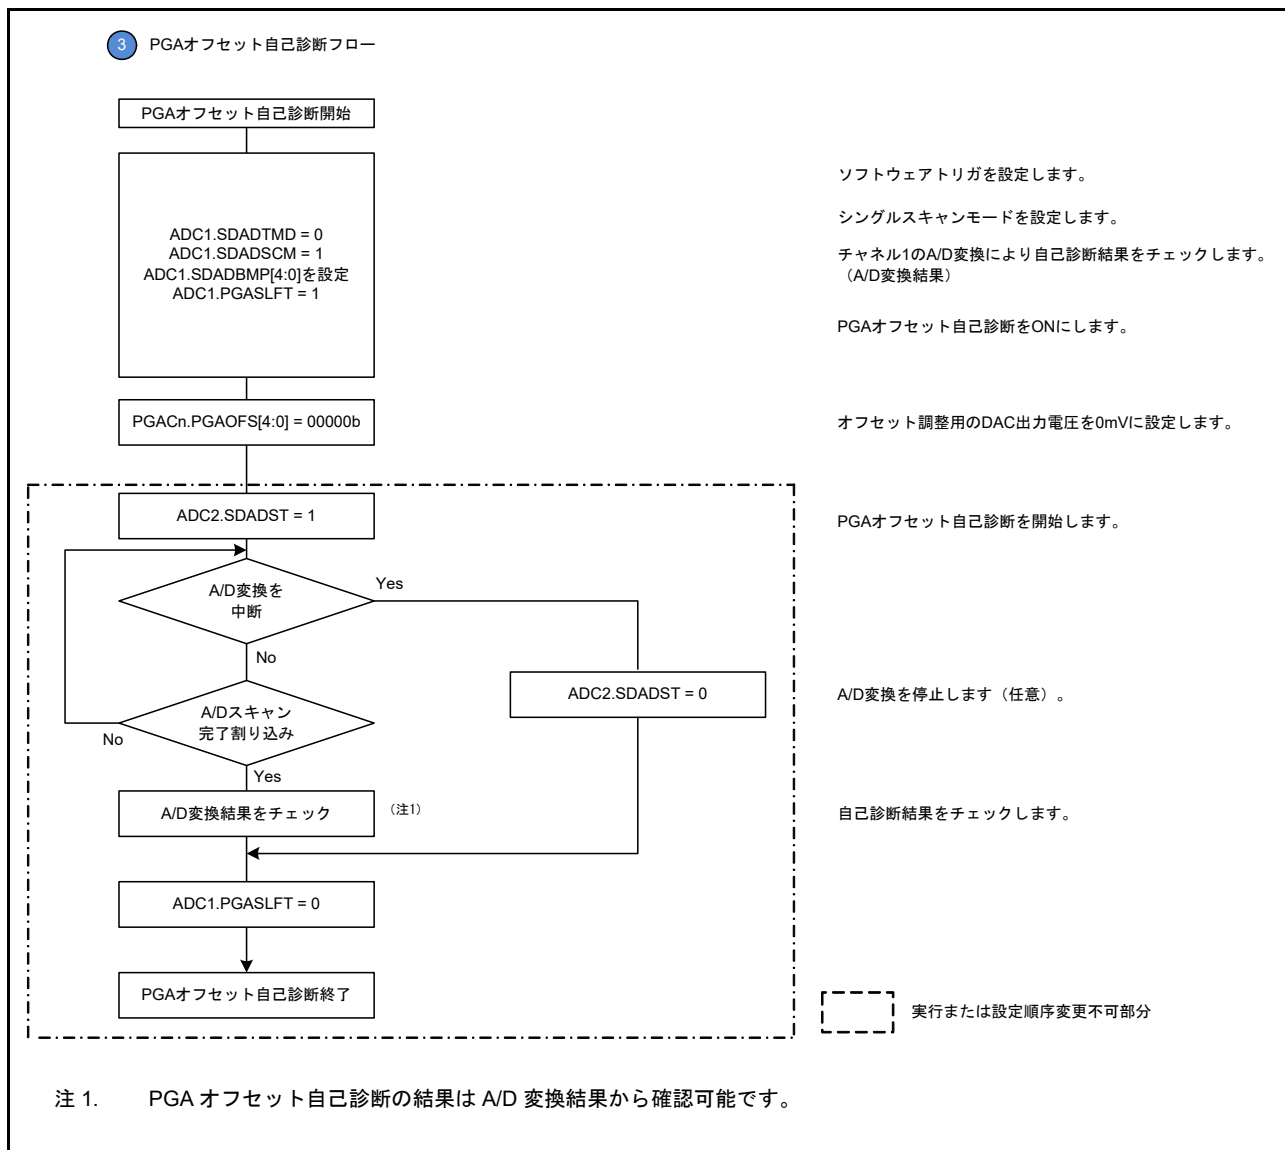 3 PGAオフセット自己診断フロー
PGAオフセット自己診断開始
ADC1.SDADTMD = 0
ADC1.SDADSCM = 1
ADC1.SDADBMP[4:0]を設定
ADC1.PGASLFT = 1
ソフトウェアトリガを設定します。
シングルスキャンモードを設定します。
チャネル1のA/D変換により自己診断結果をチェックします。
（A/D変換結果）
PGAオフセット自己診断をONにします。
PGACn.PGAOFS[4:0] = 00000b
オフセット調整用のDAC出力電圧を0mVに設定します。
ADC2.SDADST = 1
PGAオフセット自己診断を開始します。
A/D変換を
中断
Yes
No
ADC2.SDADST = 0
A/D変換を停止します（任意）。
A/Dスキャン
完了割り込み
No
Yes
A/D変換結果をチェック
（注1）
自己診断結果をチェックします。
ADC1.PGASLFT = 0
PGAオフセット自己診断終了
実行または設定順序変更不可部分
注 1. PGA オフセット自己診断の結果は A/D 変換結果から確認可能です。